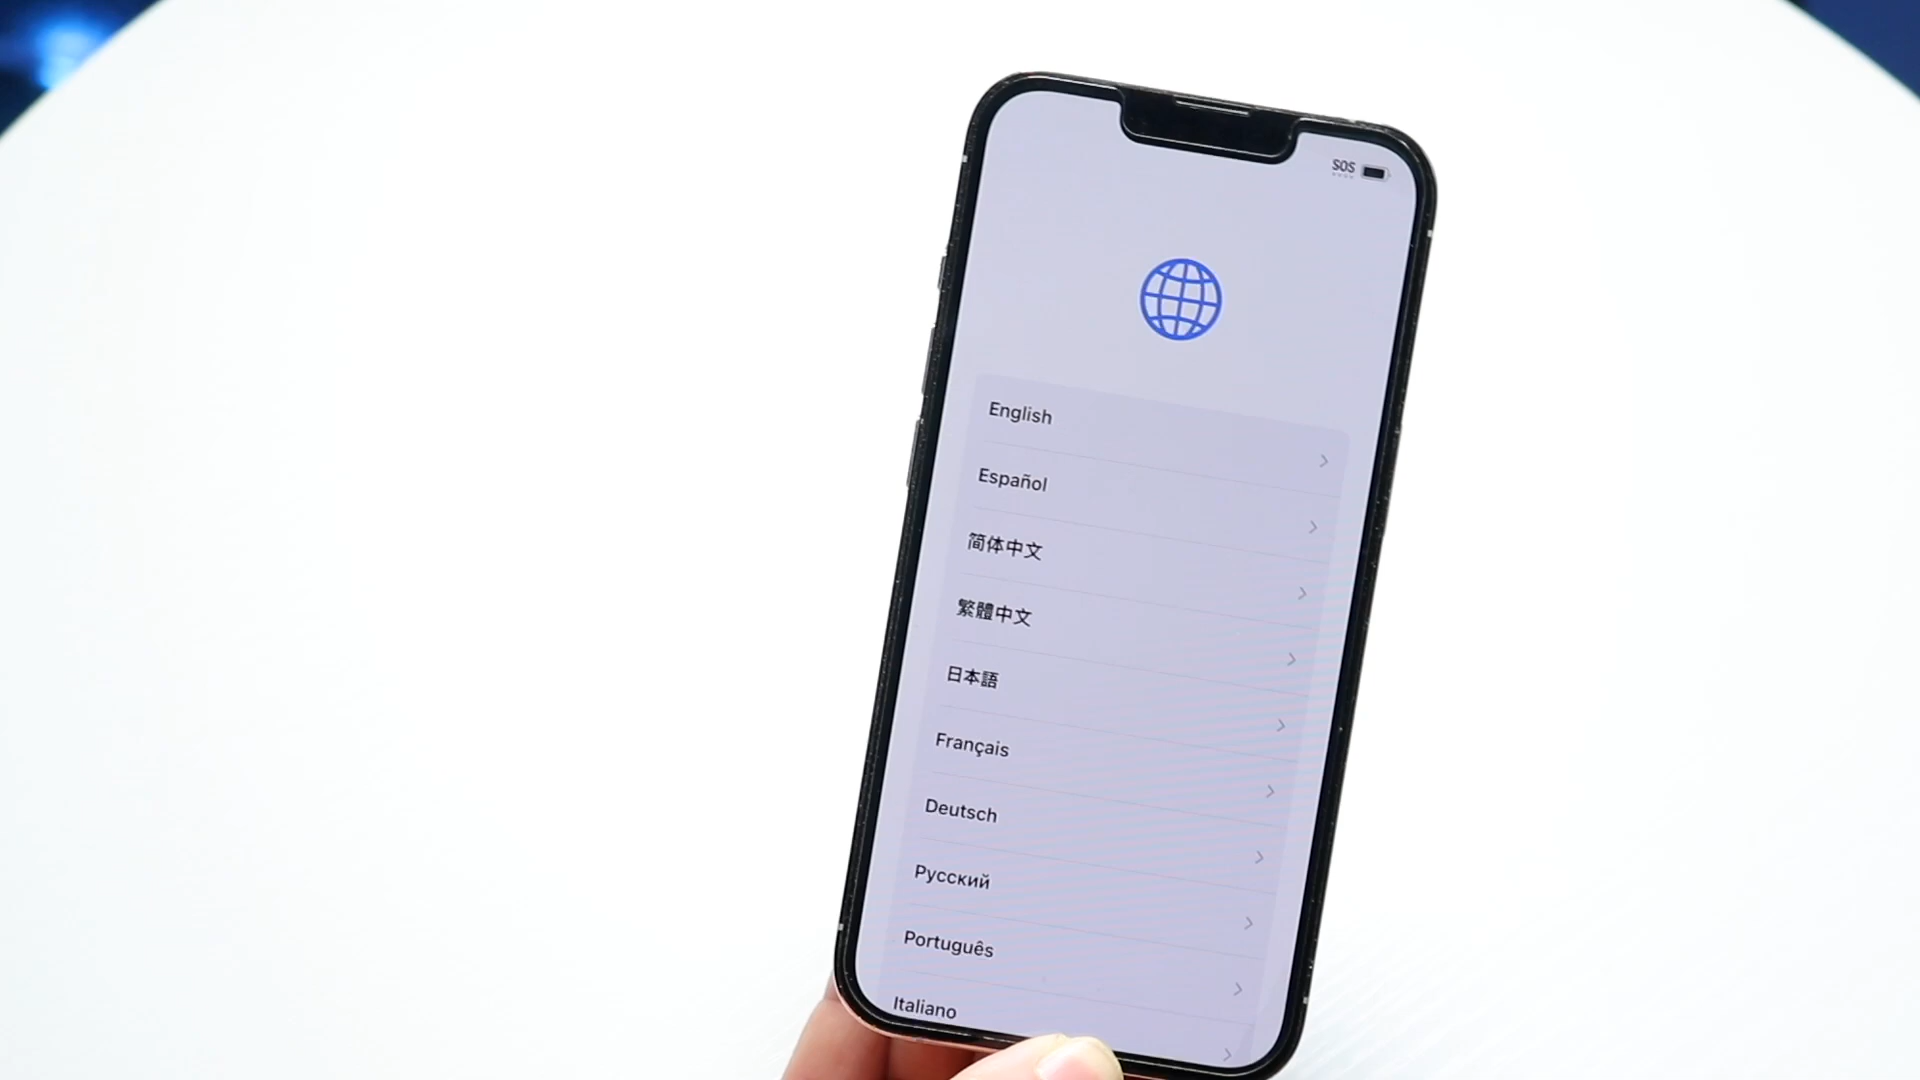 SOS
English
Español
简体中文
繁體中文
日本語
Français
Deutsch
Русский
Português
Italiano